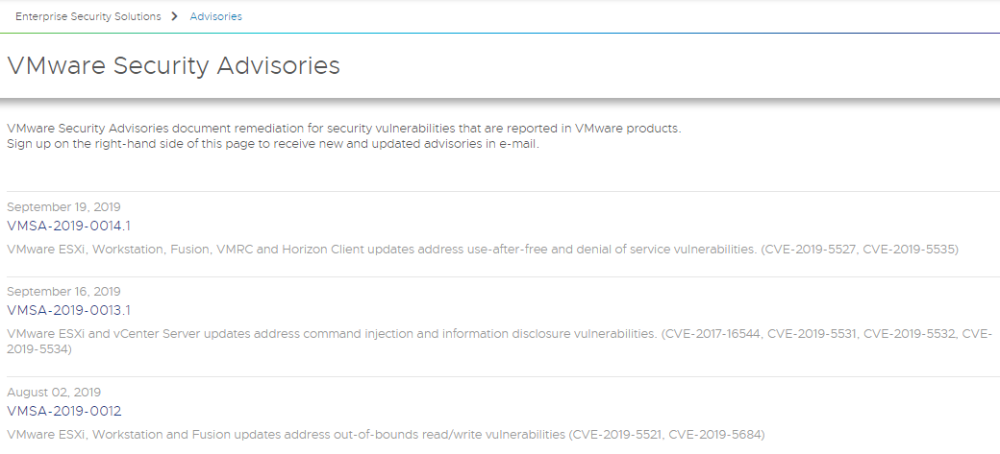 Enterprise Security Solutions > Advisories
VMware Security Advisories
VMware Security Advisories document remediation for security vulnerabilities that are reported in VMware products.
Sign up on the right-hand side of this page to receive new and updated advisories in e-mail.
September 19, 2019
VMSA-2019-0014.1
VMware ESXi, Workstation, Fusion, VMRC and Horizon Client updates address use-after-free and denial of service vulnerabilities. (CVE-2019-5527, CVE-2019-5535)
September 16, 2019
VMSA-2019-0013.1
VMware ESXi and vCenter Server updates address command injection and information disclosure vulnerabilities. (CVE-2017-16544, CVE-2019-5531, CVE-2019-5532, CVE-
2019-5534)
August 02, 2019
VMSA-2019-0012
VMware ESXi, Workstation and Fusion updates address out-of-bounds read/write vulnerabilities (CVE-2019-5521, CVE-2019-5684)